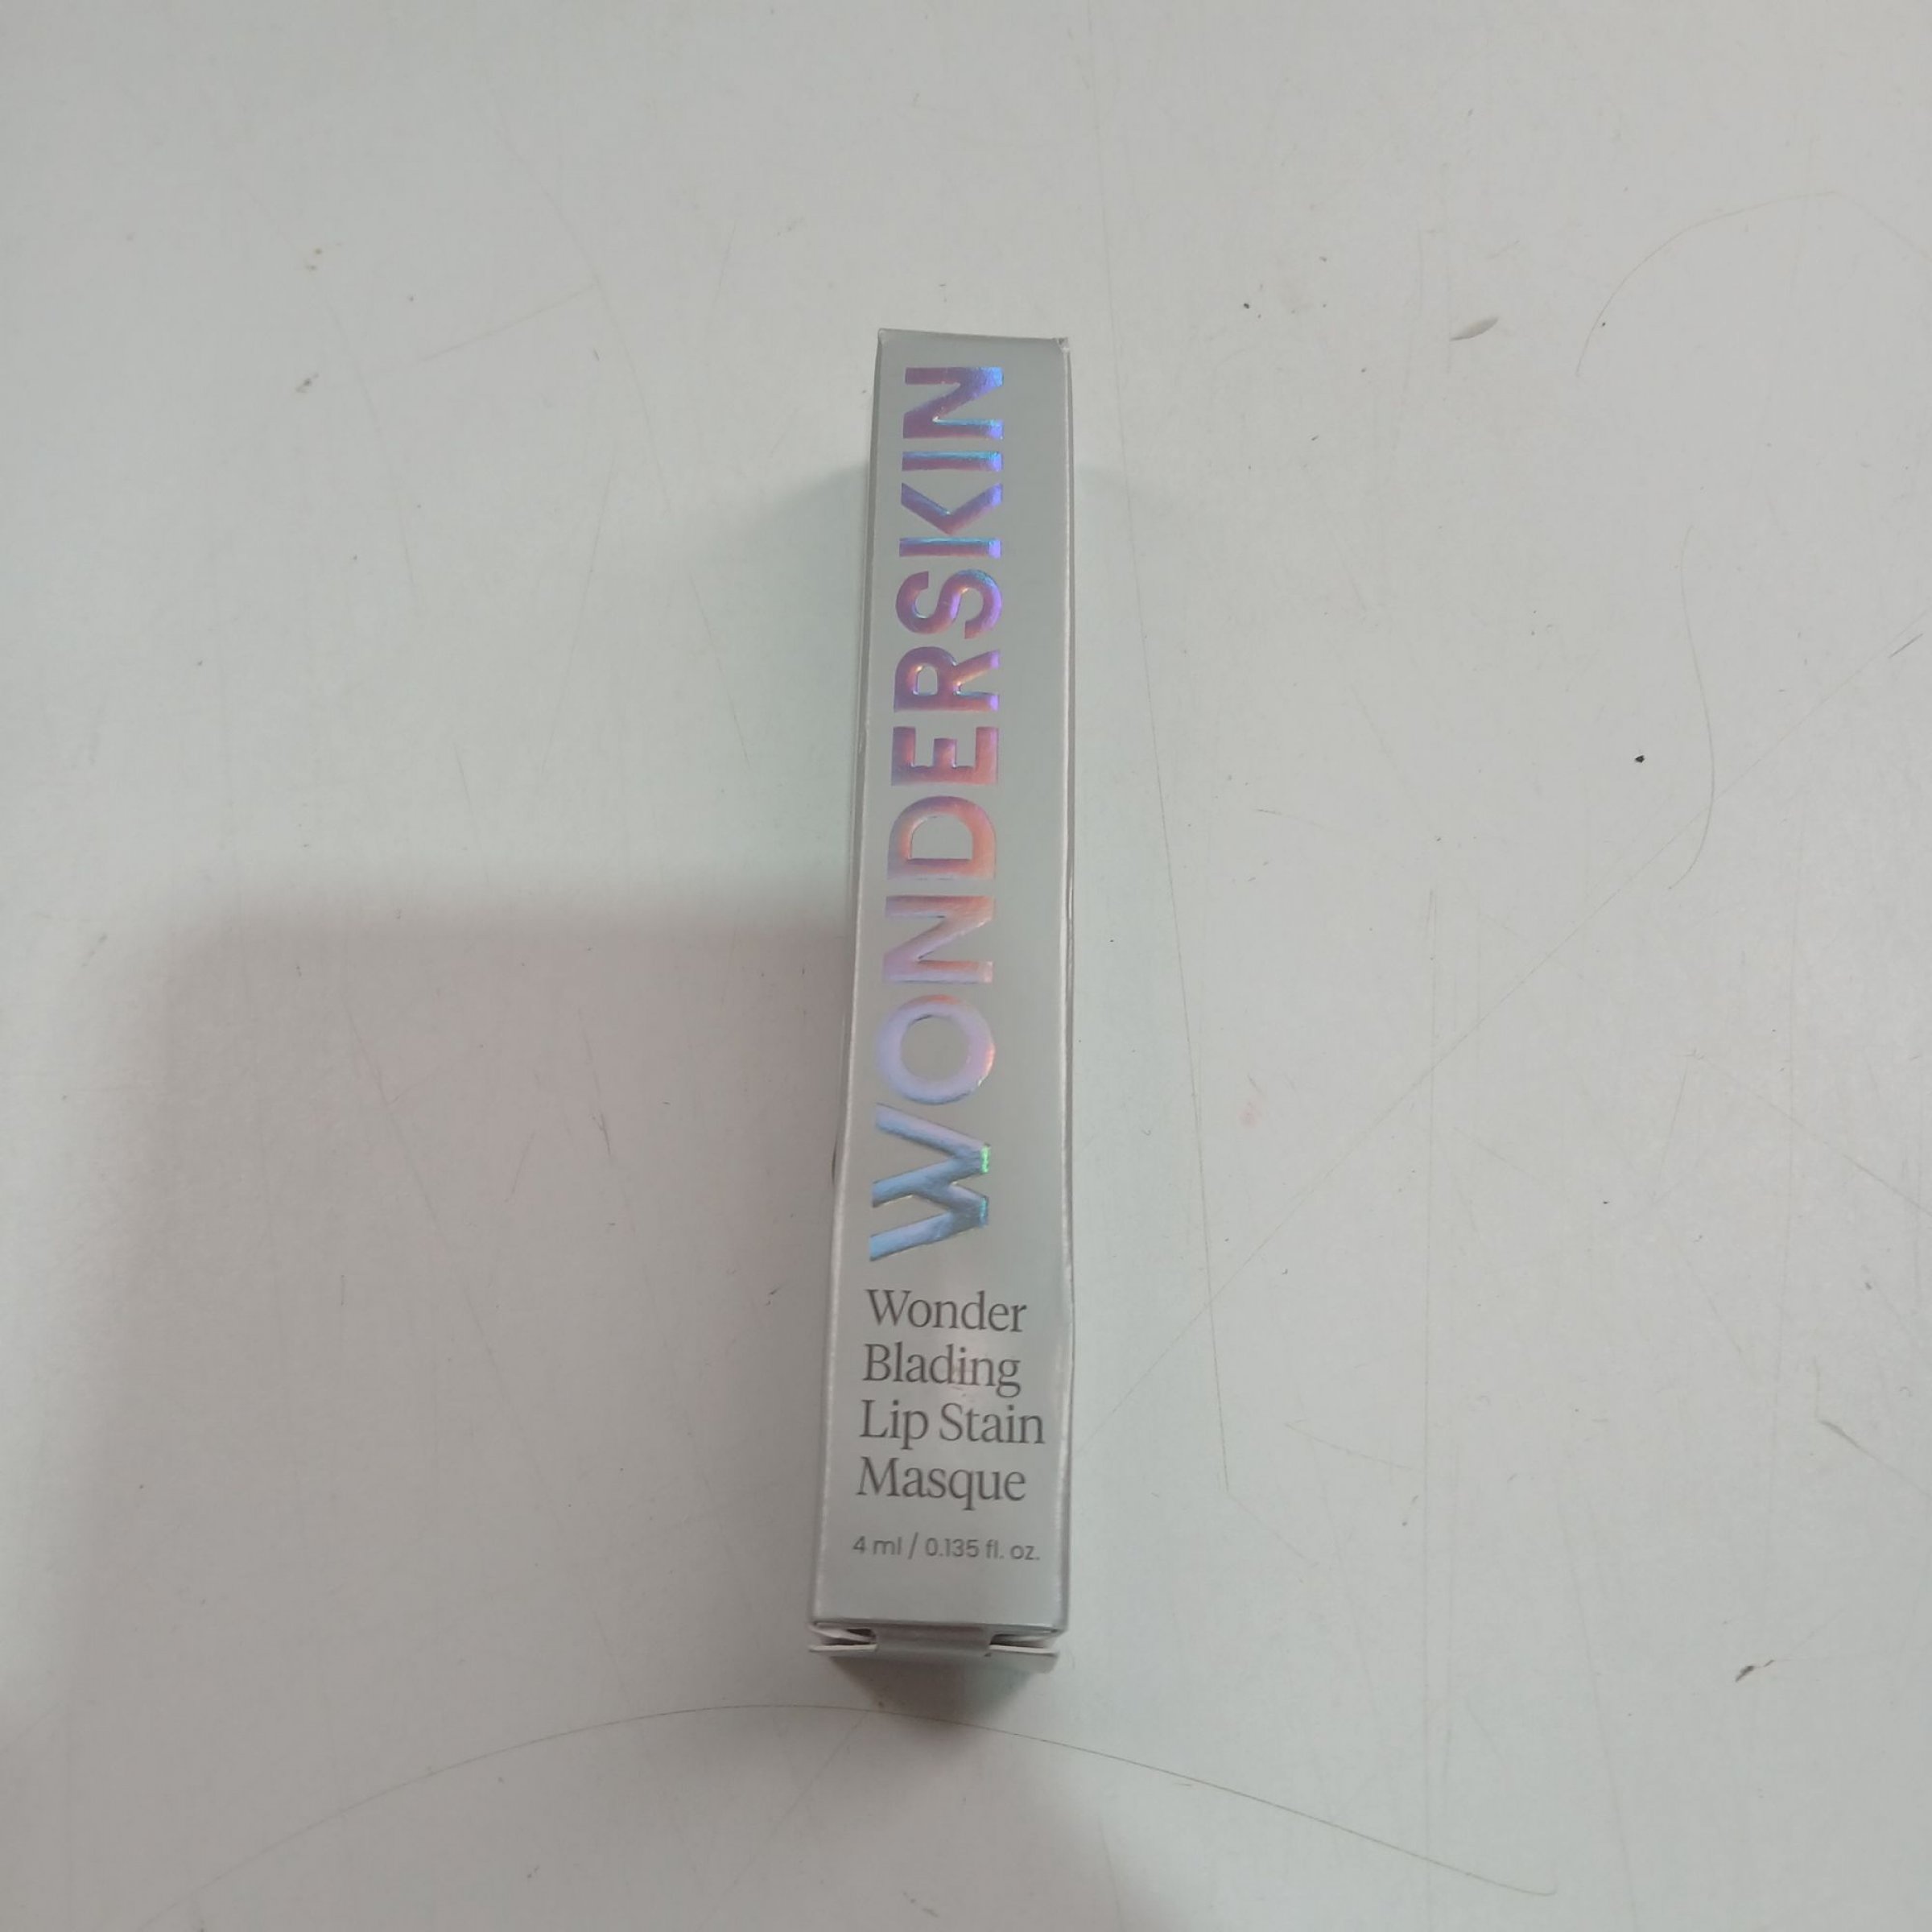 WONDERSKIN
Wonder
Blading
Lip Stain
Masque
4 ml / 0.135 fl. oz.